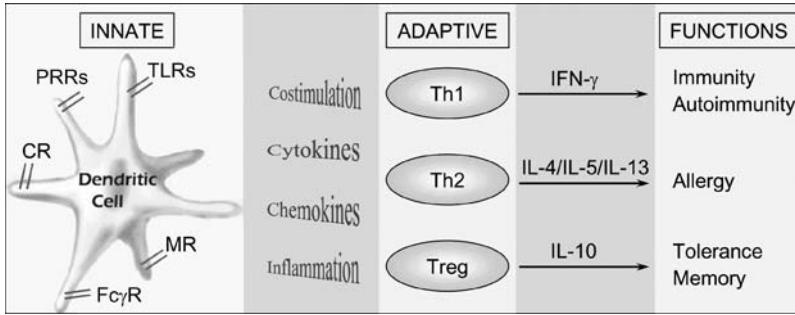 INNATE
PRRs
TLRs
CR
Dendritic
Cell
MR
FcγR
Costimulation
Cytokines
Chemokines
Inflammation
ADAPTIVE
Th1
Th2
Treg
IFN-γ
IL-4/IL-5/IL-13
IL-10
FUNCTIONS
Immunity
Autoimmunity
Allergy
Tolerance
Memory